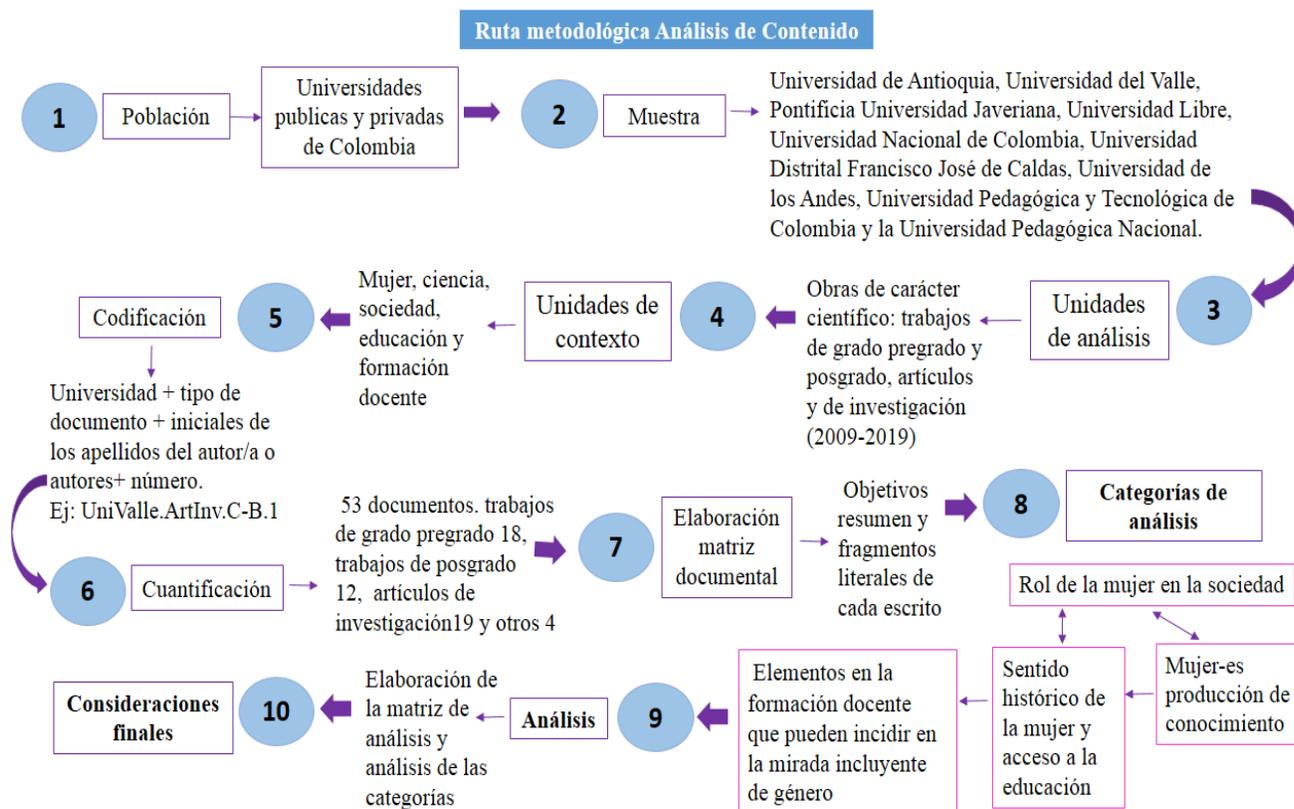 Ruta metodológica Análisis de Contenido
1
Población
Universidades
publicas y privadas
de Colombia
2
Muestra
Universidad de Antioquia, Universidad del Valle,
Pontificia Universidad Javeriana, Universidad Libre,
Universidad Nacional de Colombia, Universidad
Distrital Francisco José de Caldas, Universidad de
los Andes, Universidad Pedagógica y Tecnológica de
Colombia y la Universidad Pedagógica Nacional.
3
Unidades
de análisis
Obras de carácter
científico: trabajos
de grado pregrado y
posgrado, artículos
y de investigación
(2009-2019)
4
Unidades de
contexto
Mujer, ciencia,
sociedad,
educación y
formación
docente
5
Codificación
Universidad + tipo de
documento + iniciales de
los apellidos del autor/a o
autores+ número.
Ej: UniValle.ArtInv.C-B.1
6
Cuantificación
53 documentos. trabajos
de grado pregrado 18,
trabajos de posgrado
12, artículos de
investigación19 y otros 4
7
Elaboración
matriz
documental
Objetivos
resumen y
fragmentos
literales de
cada escrito
8
Categorías de
análisis
Rol de la mujer en la sociedad
Mujer-es
producción de
conocimiento
Sentido
histórico de
la mujer y
acceso a la
educación
Elementos en la
formación docente
que pueden incidir en
la mirada incluyente
de género
9
Análisis
Elaboración de
la matriz de
análisis y
análisis de las
categorías
10
Consideraciones
finales